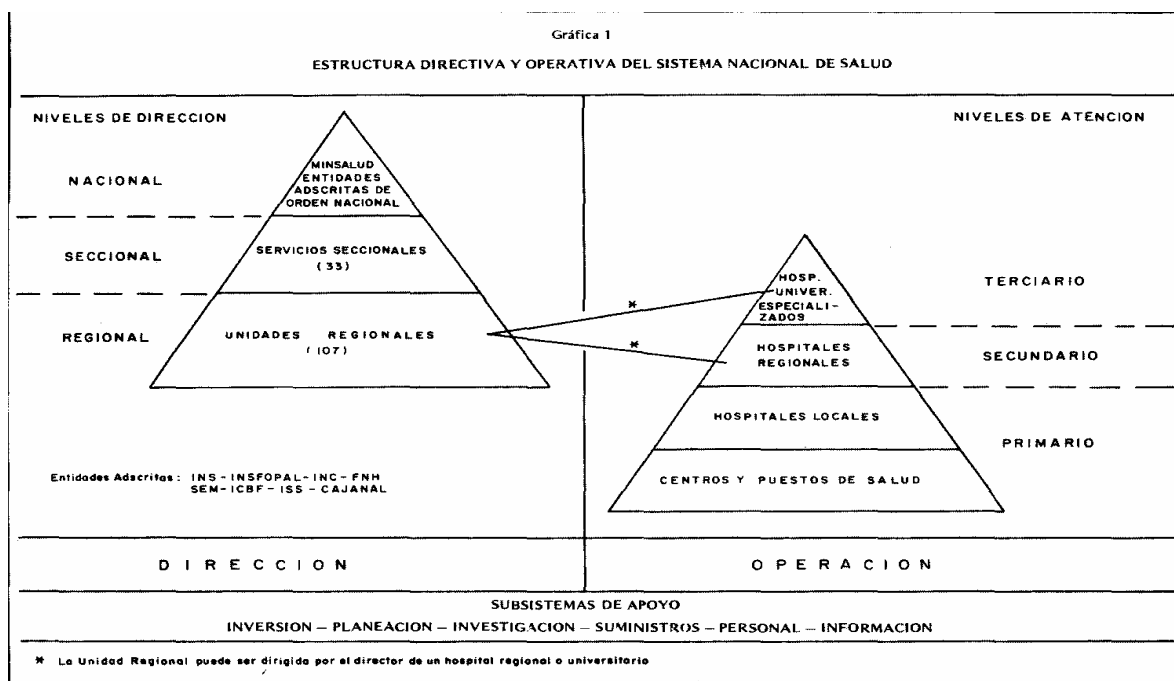 Gráfica 1
ESTRUCTURA DIRECTIVA Y OPERATIVA DEL SISTEMA NACIONAL DE SALUD
NIVELES DE DIRECCION
NACIONAL
SECCIONAL
REGIONAL
MINSALUD
ENTIDADES
ADSCRITAS DE
ORDEN NACIONAL
SERVICIOS SECCIONALES
(33)
UNIDADES REGIONALES
(107)
Entidades Adscritas: INS-INSFOPAL-INC-FNH
SEM-ICBF-ISS-CAJANAL
*
*
NIVELES DE ATENCION
HOSP.
UNIVER.
ESPECIALI-
ZADOS
HOSPITALES
REGIONALES
HOSPITALES LOCALES
CENTROS Y PUESTOS DE SALUD
TERCIARIO
SECUNDARIO
PRIMARIO
DIRECCION
OPERACION
SUBSISTEMAS DE APOYO
INVERSION – PLANEACION – INVESTIGACION – SUMINISTROS – PERSONAL – INFORMACION
* La Unidad Regional puede ser dirigida por el director de un hospital regional o universitario